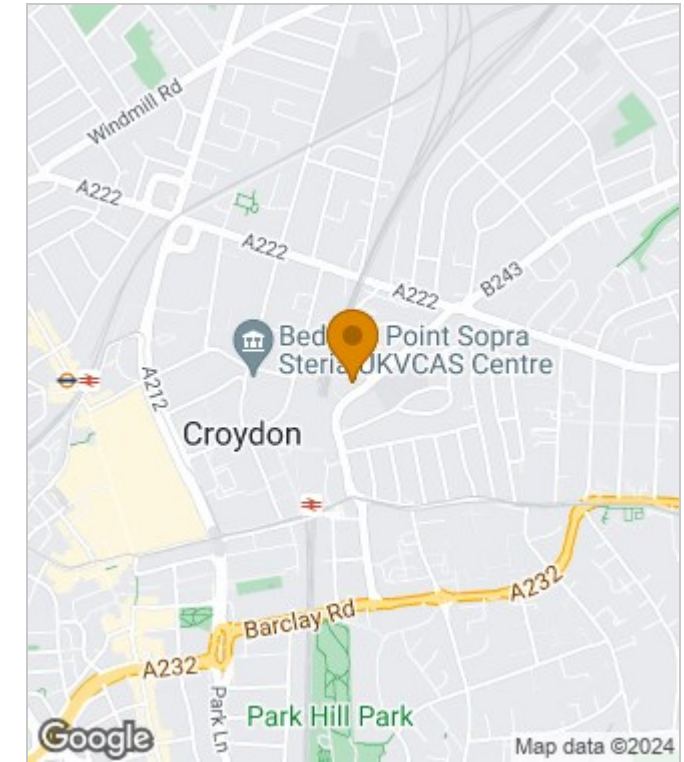 Windmill Rd
A222
A222
A222
B243
A212
Point Sopra
Steria UKVCAS Centre
Croydon
A232
Barclay Rd
A232
Park Ln
Park Hill Park
Google
Map data ©2024